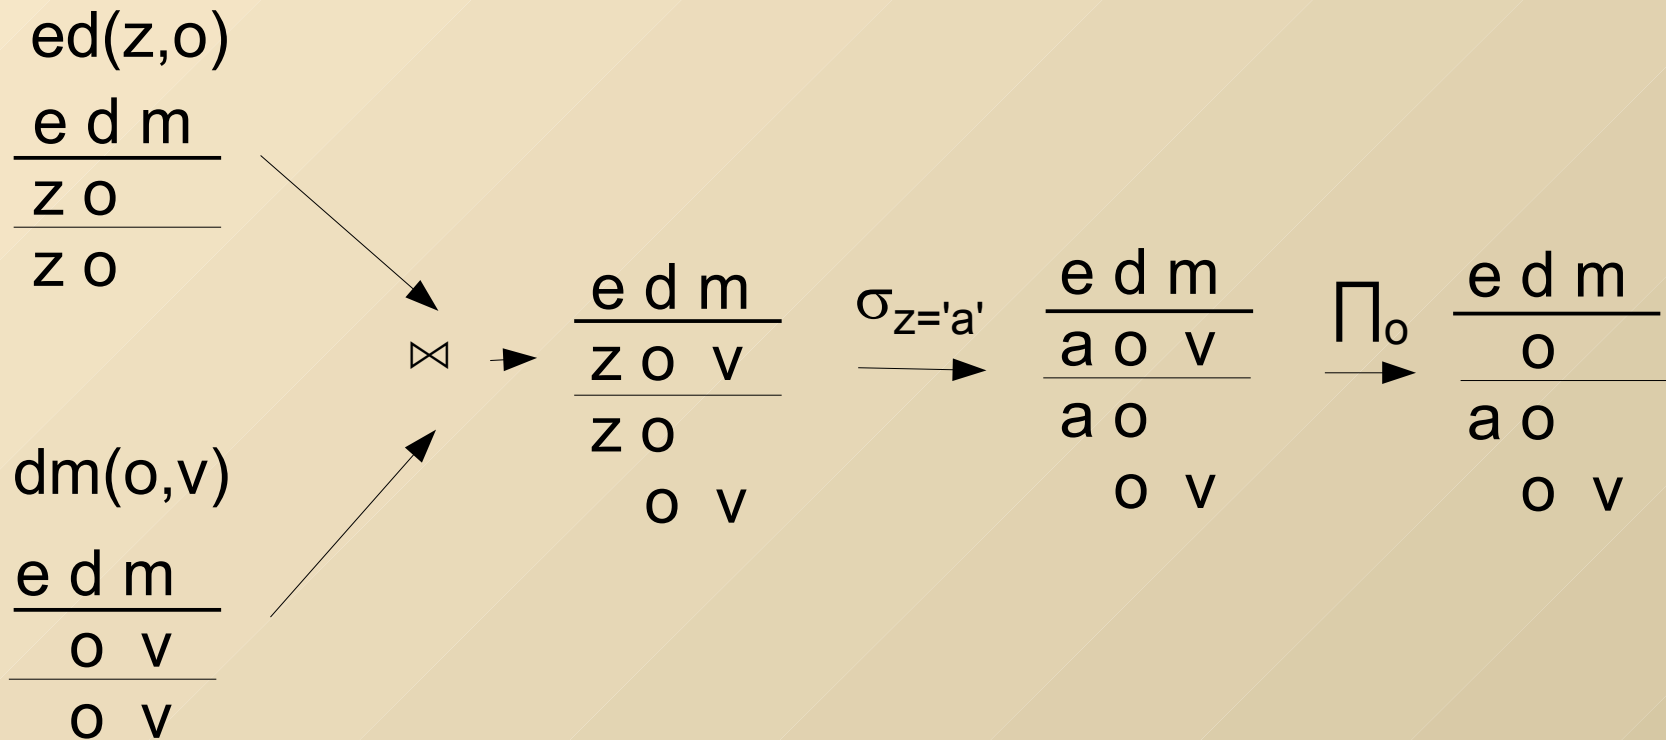 ed(z,o)
e d m
z o
z o
dm(o,v)
e d m
o v
o v
⋈
e d m
z o v
z o
o v
σz='a'
e d m
a o v
a o
o v
∏o
e d m
o
a o
o v